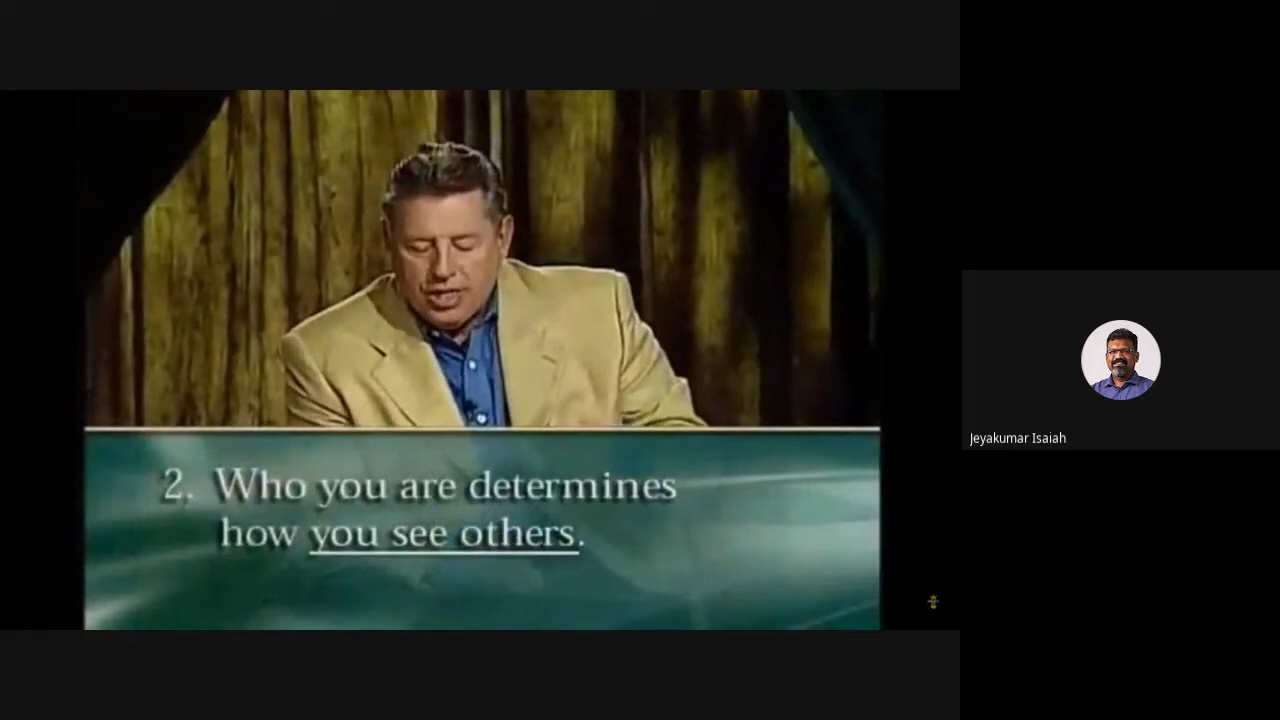 2. Who you are determines
how you see others.
Jeyakumar Isaiah